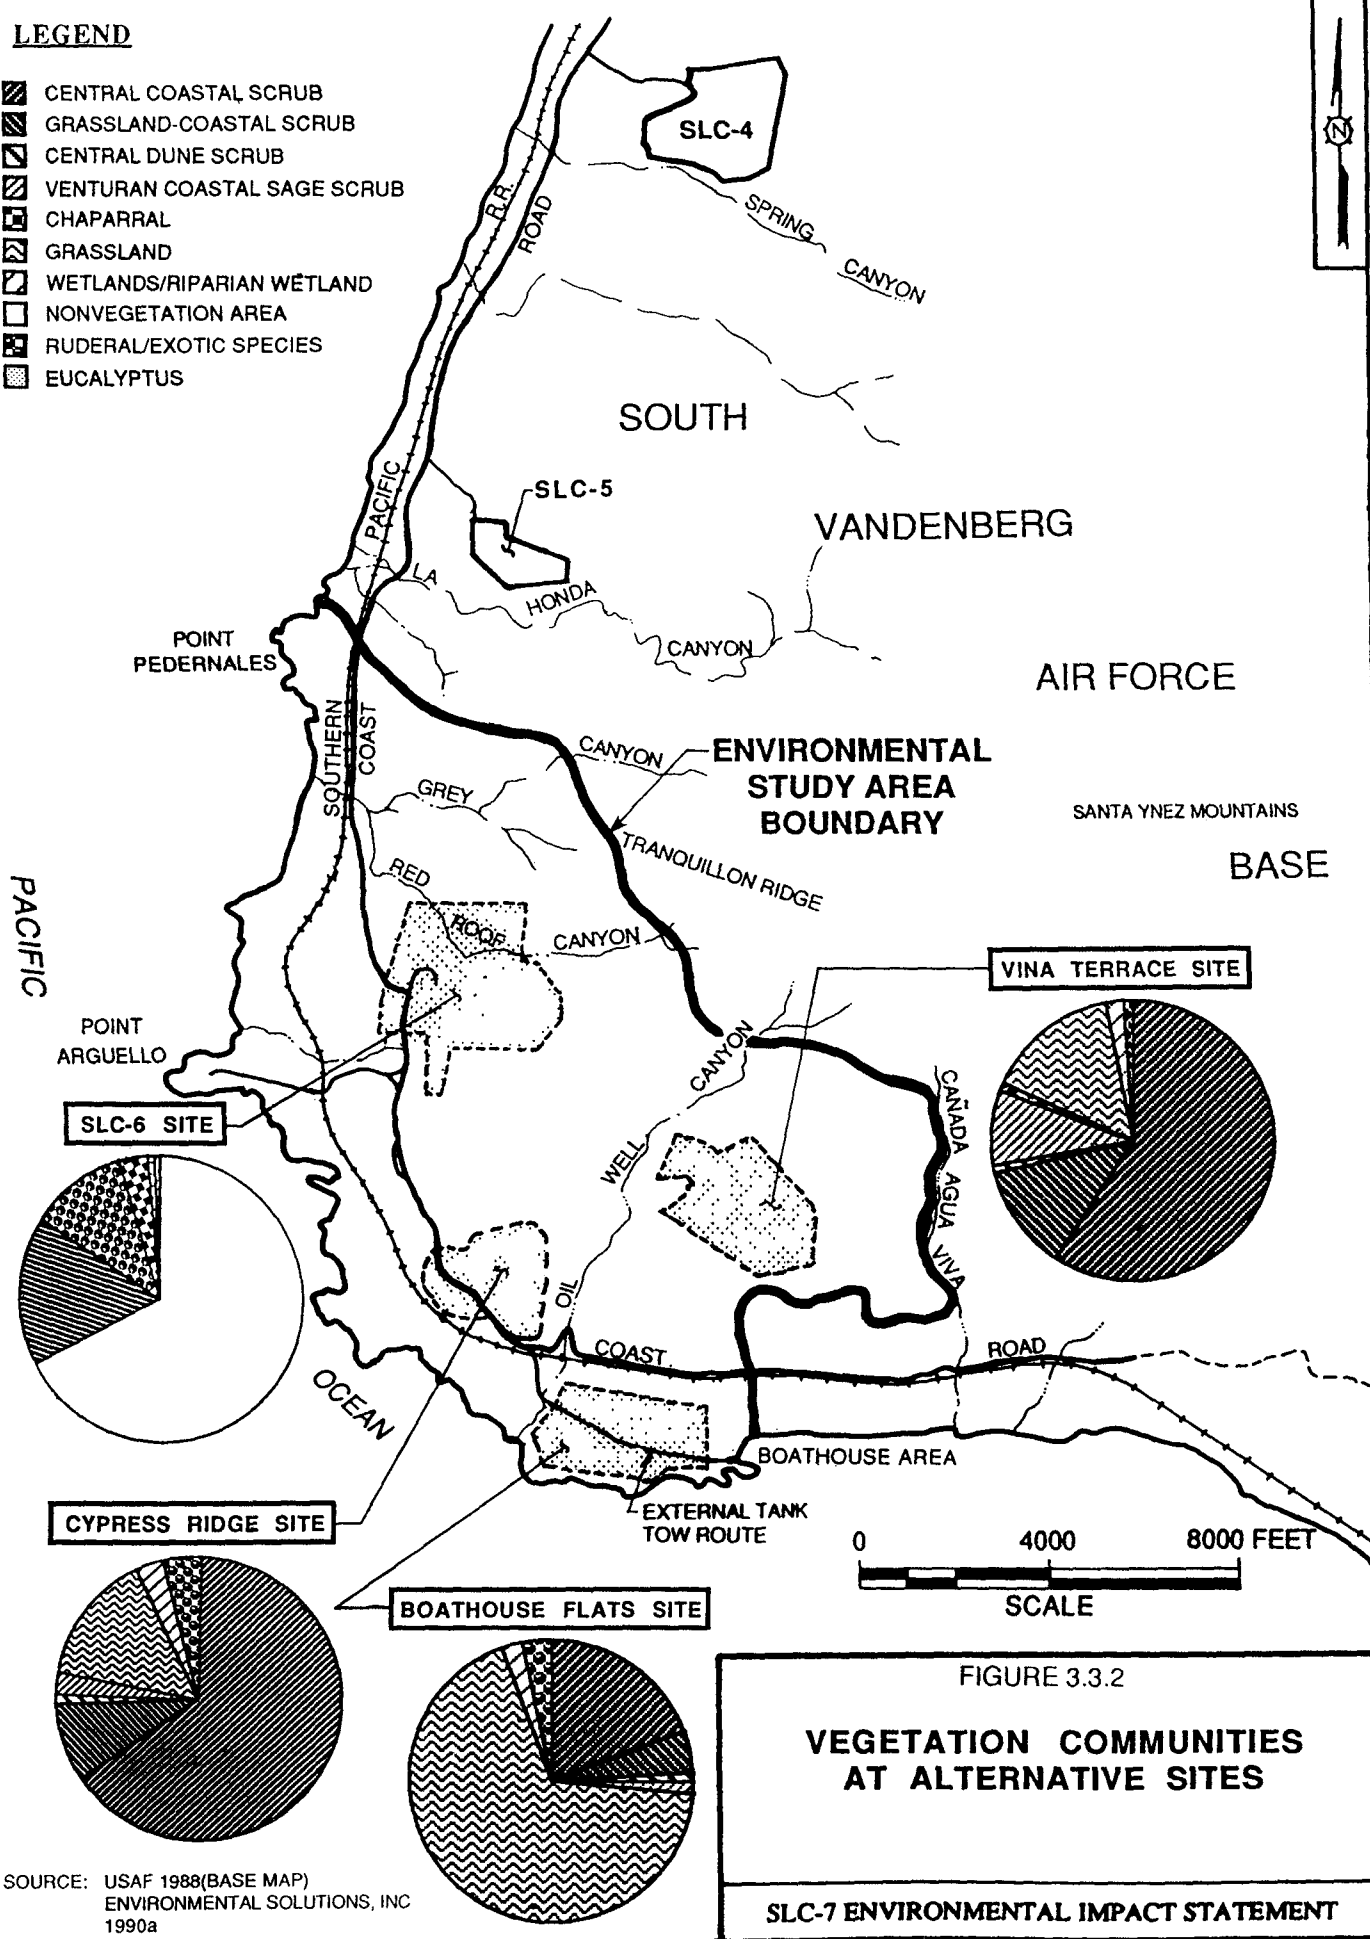 LEGEND
CENTRAL COASTAL SCRUB
GRASSLAND-COASTAL SCRUB
CENTRAL DUNE SCRUB
VENTURAN COASTAL SAGE SCRUB
CHAPARRAL
GRASSLAND
WETLANDS/RIPARIAN WETLAND
NONVEGETATION AREA
RUDERAL/EXOTIC SPECIES
EUCALYPTUS
N
SLC-4
R.R.
ROAD
SPRING
CANYON
SOUTH
PACIFIC
SLC-5
VANDENBERG
LA
HONDA
CANYON
POINT
PEDERNALES
AIR FORCE
SOUTHERN
COAST
CANYON
GREY
ENVIRONMENTAL
STUDY AREA
BOUNDARY
SANTA YNEZ MOUNTAINS
TRANQUILLON RIDGE
BASE
RED
ROOF
CANYON
PACIFIC
VINA TERRACE SITE
POINT
ARGUELLO
CANYON
CAÑADA
AGUA
VIVA
SLC-6 SITE
WELL
OIL
COAST
ROAD
OCEAN
BOATHOUSE AREA
EXTERNAL TANK
TOW ROUTE
CYPRESS RIDGE SITE
0 4000 8000 FEET
SCALE
BOATHOUSE FLATS SITE
FIGURE 3.3.2
VEGETATION COMMUNITIES
AT ALTERNATIVE SITES
SOURCE: USAF 1988(BASE MAP)
ENVIRONMENTAL SOLUTIONS, INC
1990a
SLC-7 ENVIRONMENTAL IMPACT STATEMENT